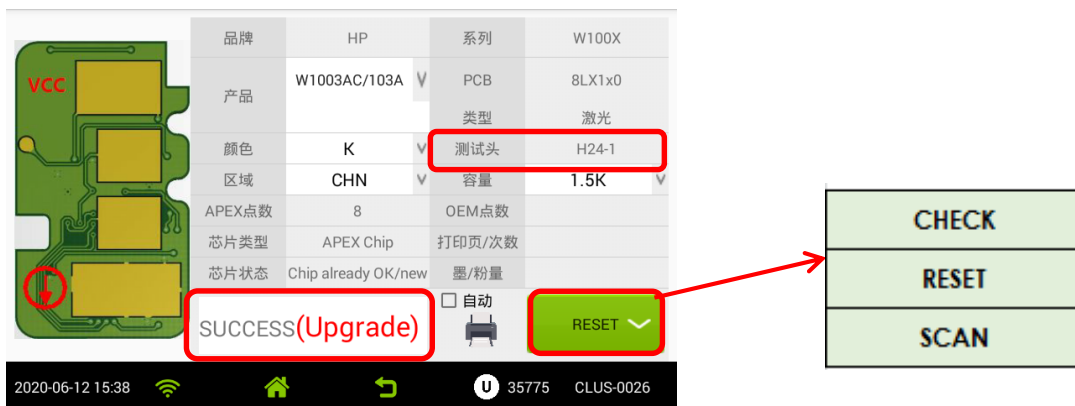 VCC
品牌 HP 系列 W100X
产品 W1003AC/103A PCB 8LX1x0
类型 激光
颜色 K 测试头 H24-1
区域 CHN 容量 1.5K
APEX点数 8 OEM点数
芯片类型 APEX Chip 打印页/次数
芯片状态 Chip already OK/new 墨/粉量
SUCCESS(Upgrade) 自动 RESET
2020-06-12 15:38 U 35775 CLUS-0026
CHECK
RESET
SCAN